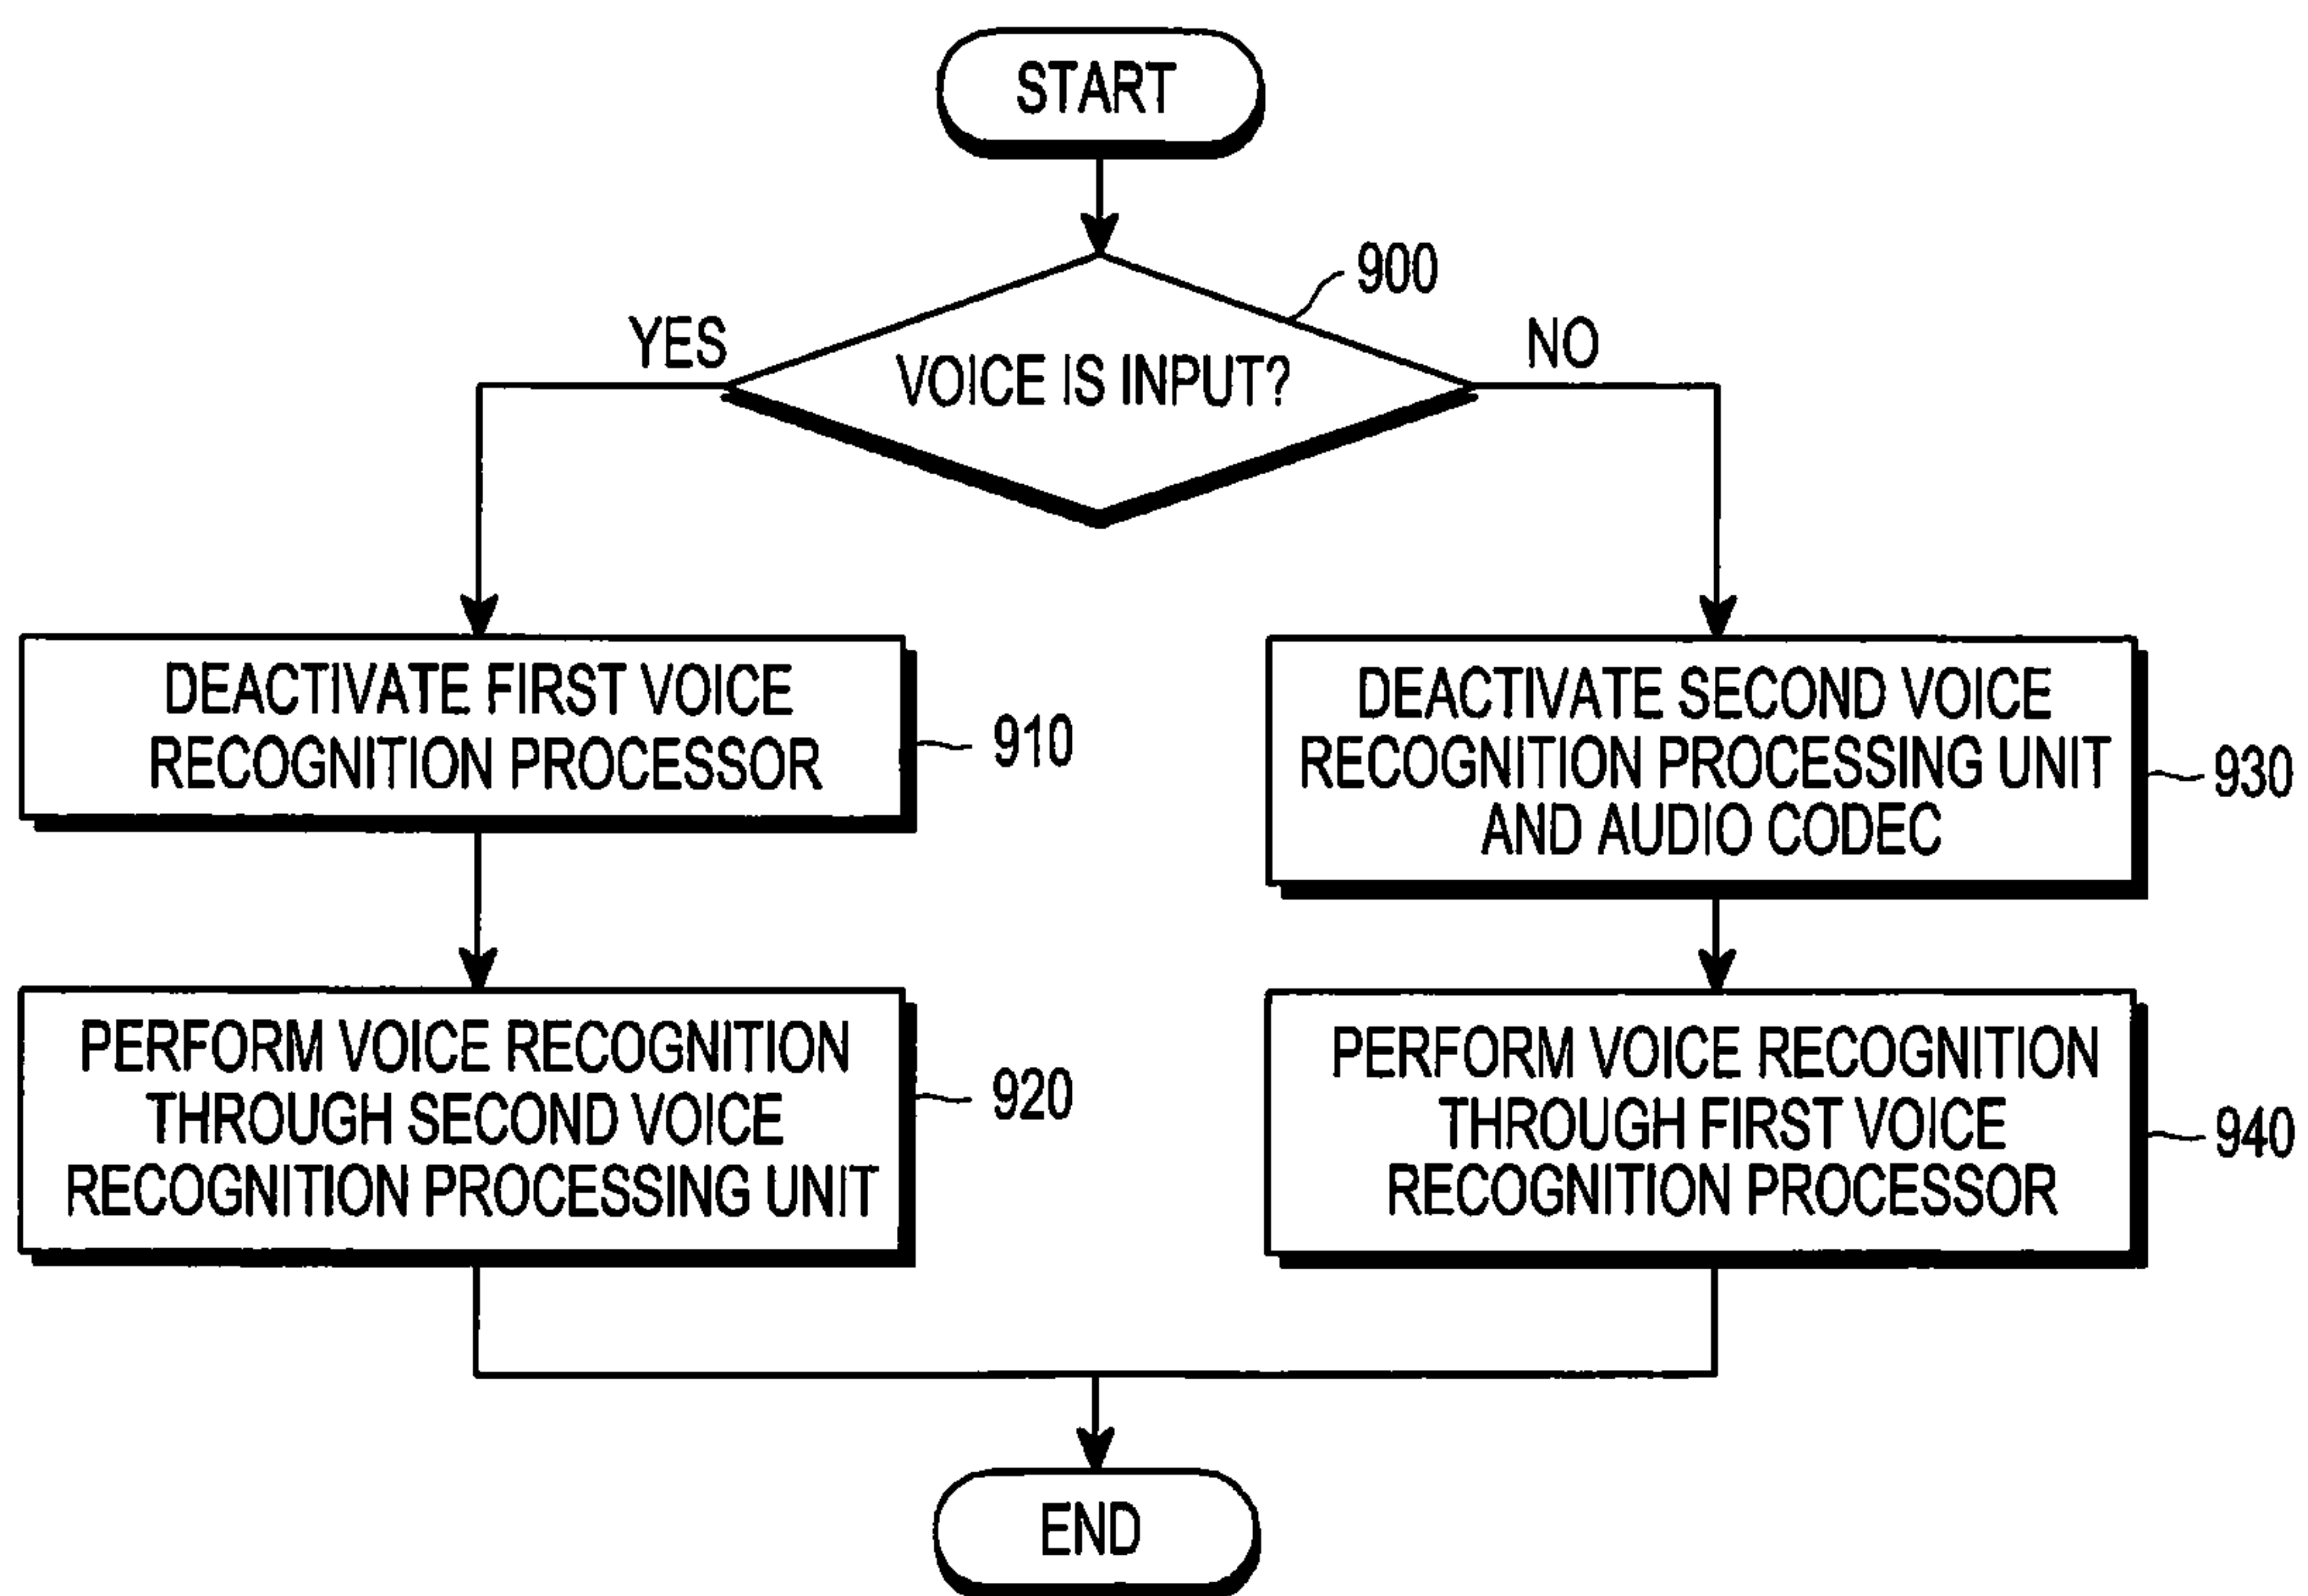 START
900
YES
NO
VOICE IS INPUT?
DEACTIVATE FIRST VOICE
RECOGNITION PROCESSOR
910
DEACTIVATE SECOND VOICE
RECOGNITION PROCESSING UNIT
AND AUDIO CODEC
930
PERFORM VOICE RECOGNITION
THROUGH SECOND VOICE
RECOGNITION PROCESSING UNIT
920
PERFORM VOICE RECOGNITION
THROUGH FIRST VOICE
RECOGNITION PROCESSOR
940
END